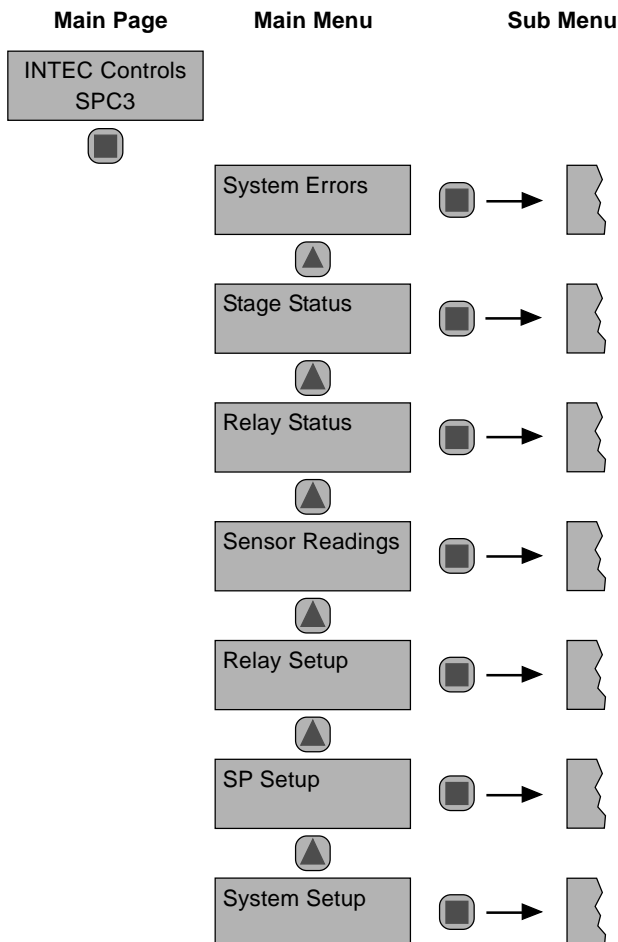 Main Page Main Menu Sub Menu
INTEC Controls
SPC3
System Errors
Stage Status
Relay Status
Sensor Readings
Relay Setup
SP Setup
System Setup